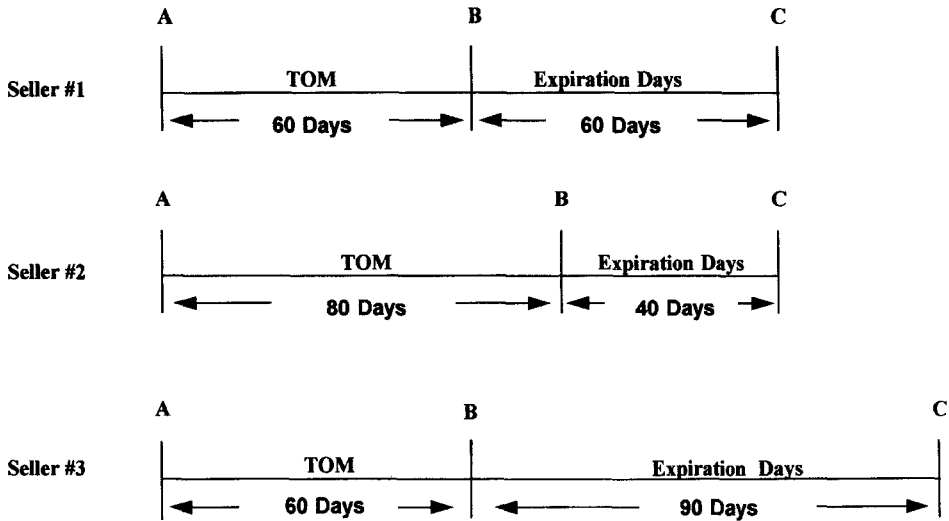 A B C
Seller #1 TOM Expiration Days
60 Days 60 Days
A B C
Seller #2 TOM Expiration Days
80 Days 40 Days
A B C
Seller #3 TOM Expiration Days
60 Days 90 Days